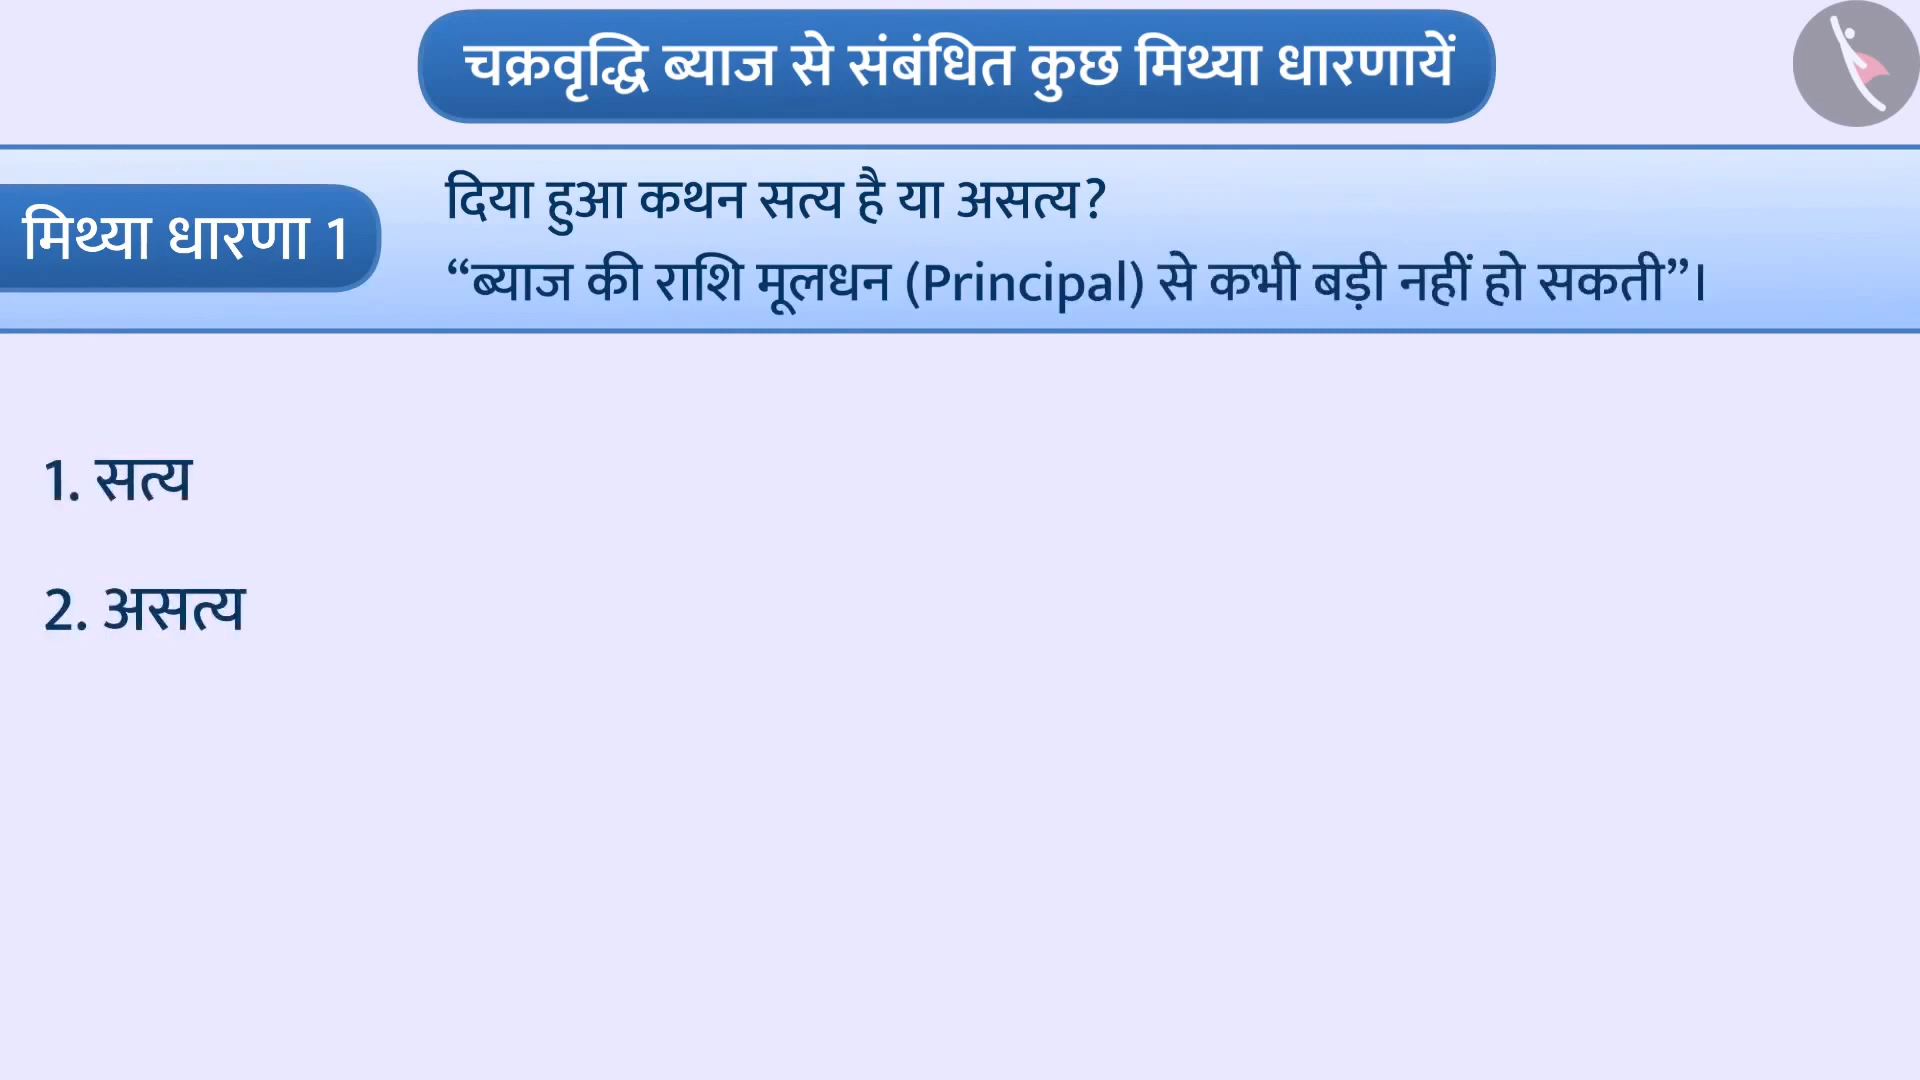 चक्रवृद्धि ब्याज से संबंधित कुछ मिथ्या धारणायें
मिथ्या धारणा 1
दिया हुआ कथन सत्य है या असत्य?
“ब्याज की राशि मूलधन (Principal) से कभी बड़ी नहीं हो सकती”।
1. सत्य
2. असत्य